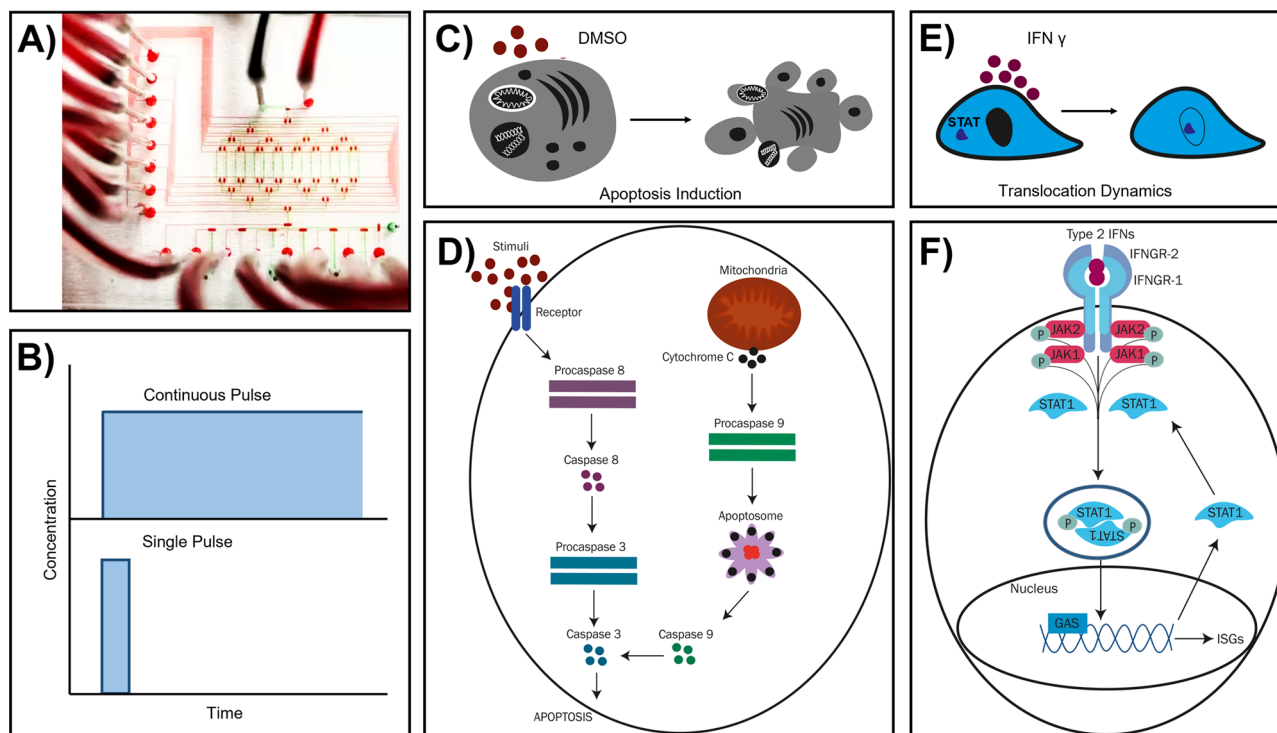 A)
B)
Continuous Pulse
Single Pulse
Concentration
Time
C)
DMSO
Apoptosis Induction
D)
Stimuli
Receptor
Mitochondria
Cytochrome C
Procaspase 8
Procaspase 9
Caspase 8
Apoptosome
Procaspase 3
Caspase 3
Caspase 9
APOPTOSIS
E)
IFN γ
STAT
Translocation Dynamics
F)
Type 2 IFNs
IFNGR-2
IFNGR-1
P JAK2 JAK2 P
P JAK1 JAK1 P
STAT1 STAT1
P STAT1
STAT1 P
STAT1
Nucleus
GAS
ISGs